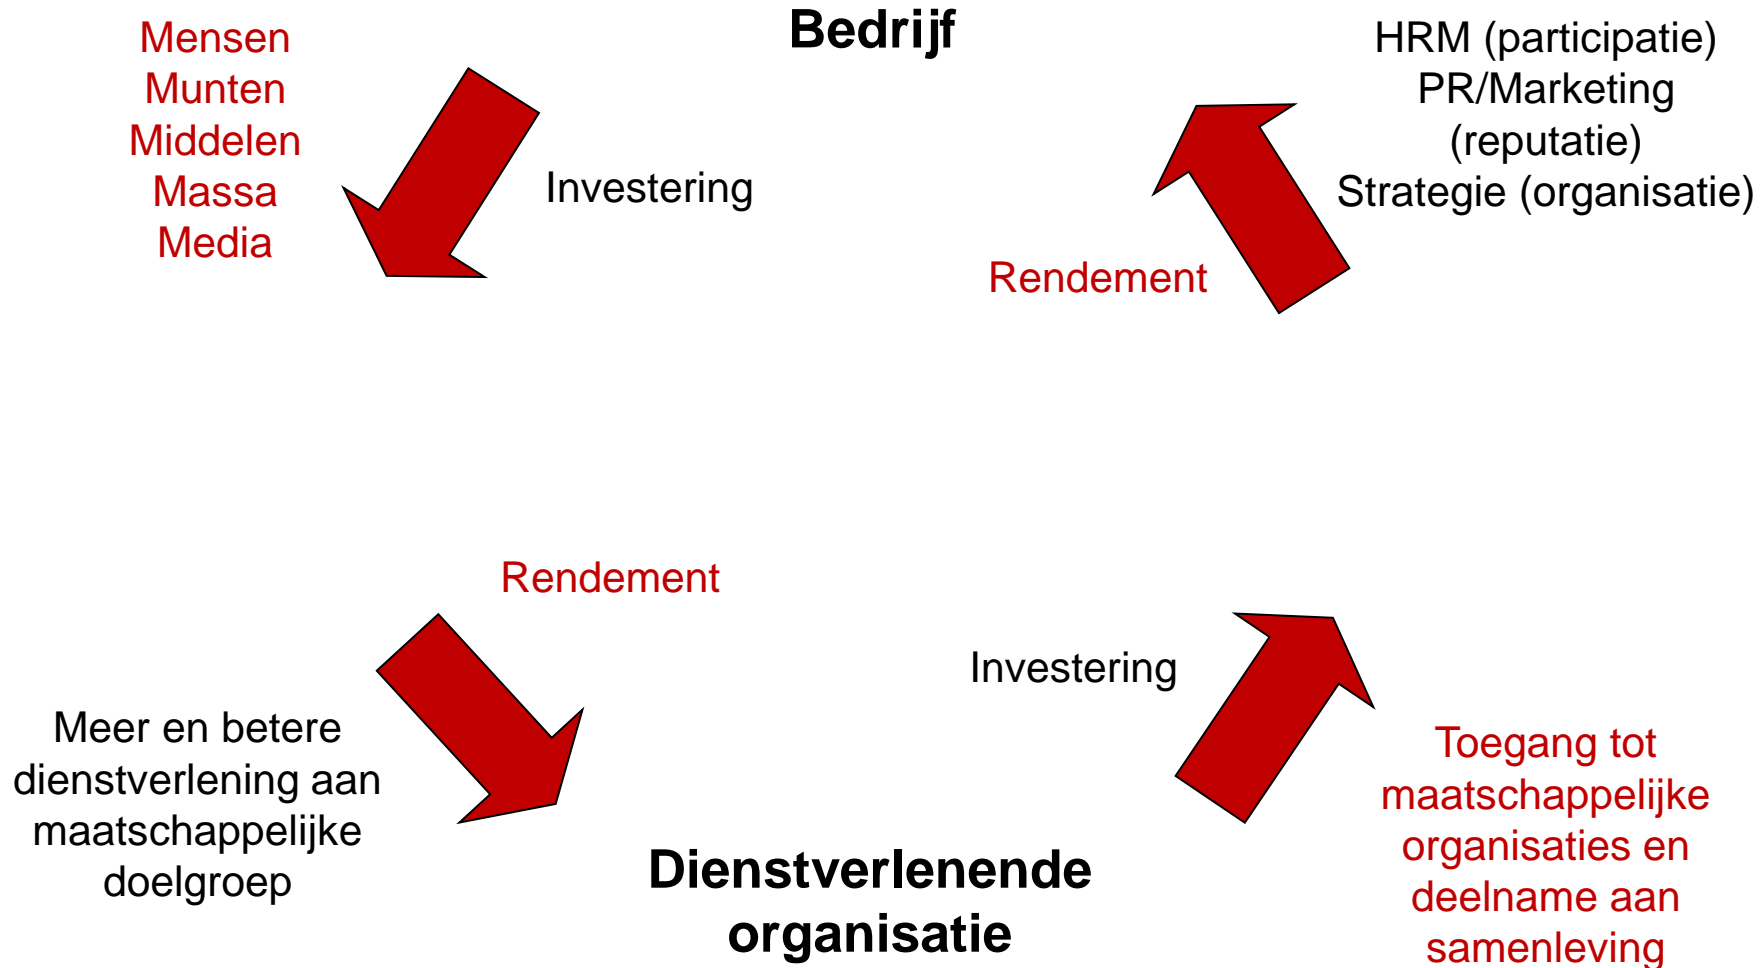 Bedrijf
Mensen
Munten
Middelen
Massa
Media
Investering
HRM (participatie)
PR/Marketing
(reputatie)
Strategie (organisatie)
Rendement
Rendement
Meer en betere
dienstverlening aan
maatschappelijke
doelgroep
Investering
Toegang tot
maatschappelijke
organisaties en
deelname aan
samenleving
Dienstverlenende
organisatie